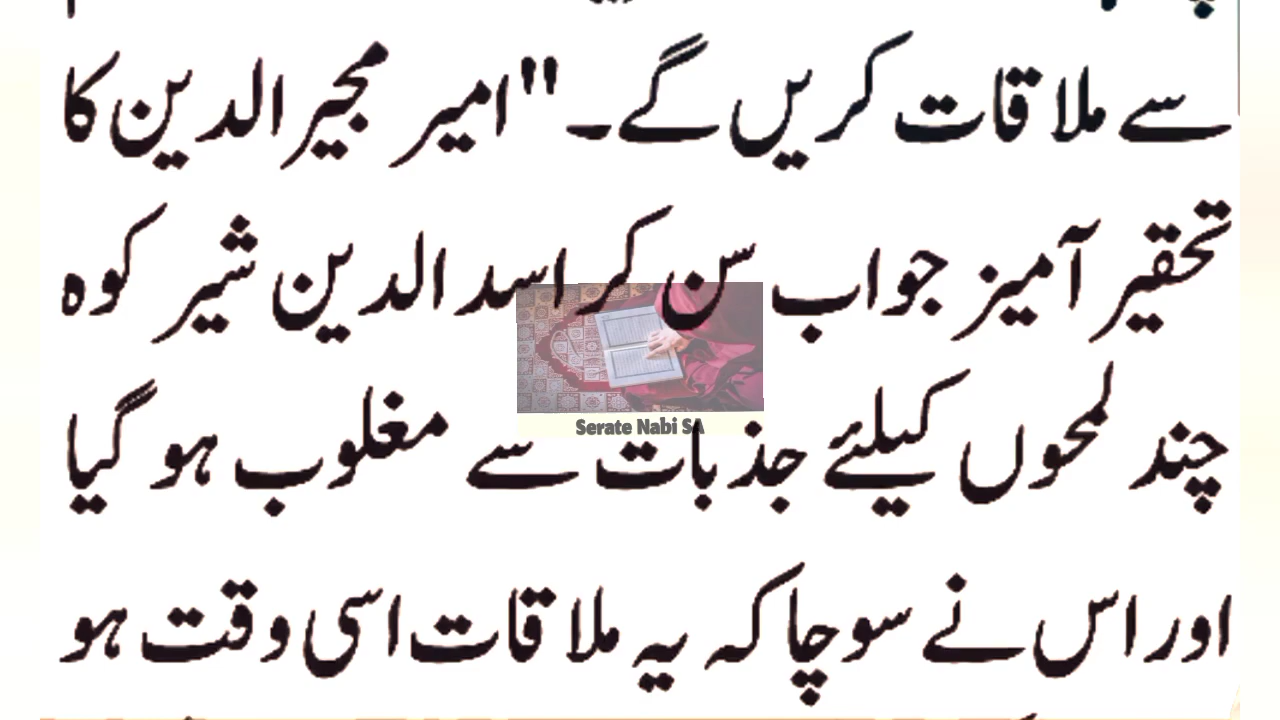 سے ملاقات کریں گے۔" امیر مجیر الدین کا
تحقیر آمیز جواب سن کر اسد الدین شیر کوہ
چند لمحوں کیلئے جذبات سے مغلوب ہو گیا
Serate Nabi SA
اور اس نے سوچا کہ یہ ملاقات اسی وقت ہو